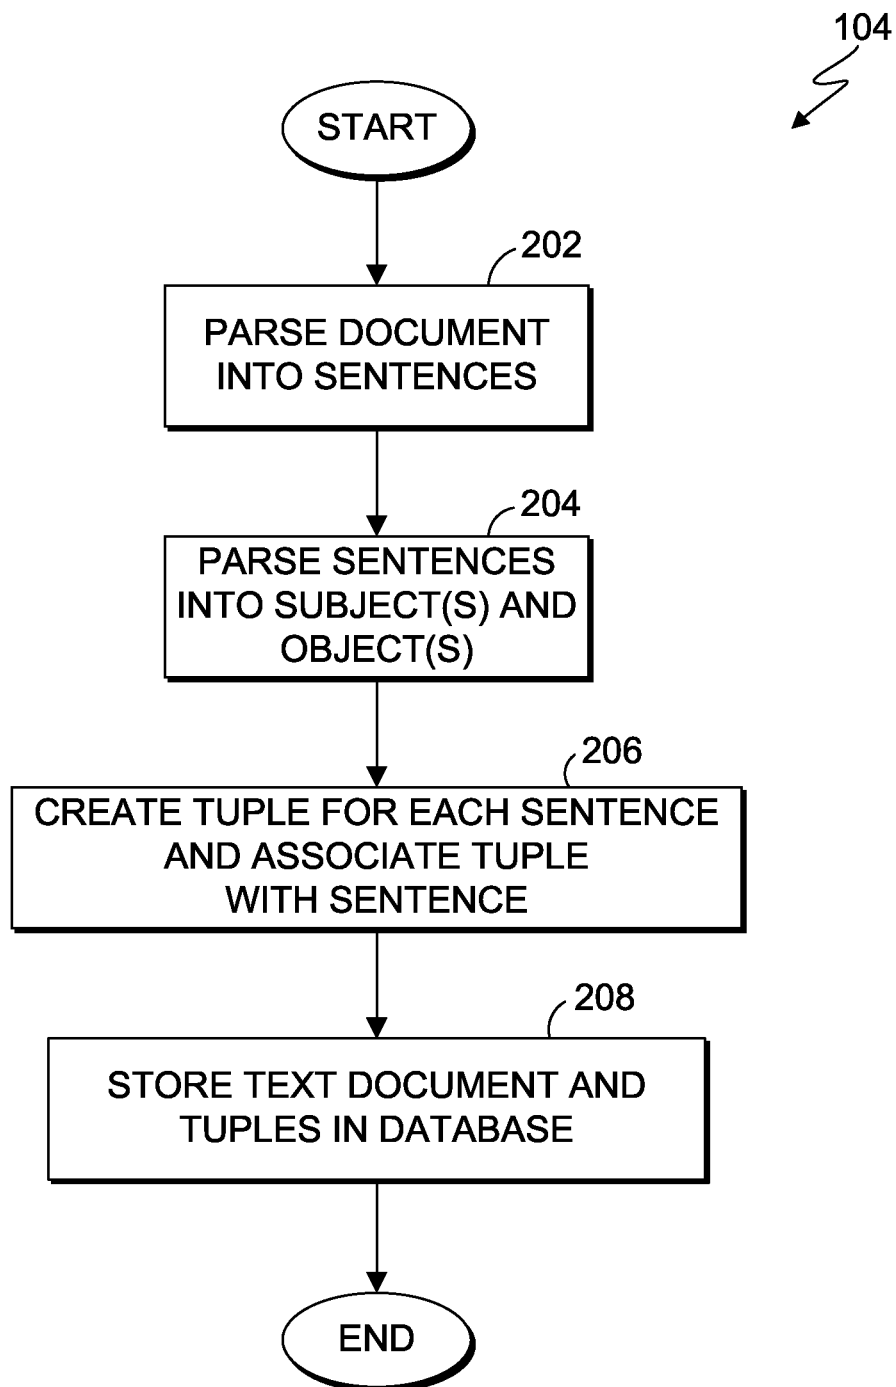 104
START
202
PARSE DOCUMENT
INTO SENTENCES
204
PARSE SENTENCES
INTO SUBJECT(S) AND
OBJECT(S)
206
CREATE TUPLE FOR EACH SENTENCE
AND ASSOCIATE TUPLE
WITH SENTENCE
208
STORE TEXT DOCUMENT AND
TUPLES IN DATABASE
END